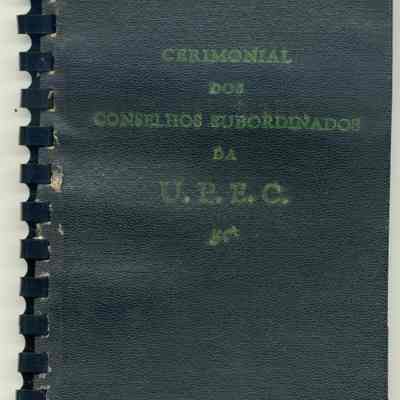 CERIMONIAL
DOS
CONSELHOS SUBORDINADOS
DA
U. P. E. C.